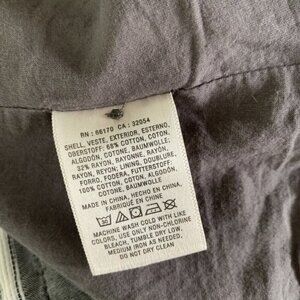 RN : 66170 CA : 32054
SHELL, VESTE, EXTERIOR, ESTERNO,
OBERSTOFF: 68% COTTON, COTON,
ALGODÓN, COTONE, BAUMWOLLE
32% RAYON, RAYONNE, RAYÓN,
RAYON, REYON; LINING, DOUBLURE,
FORRO, FODERA, FUTTERSTOFF:
100% COTTON, COTON, ALGODÓN,
COTONE, BAUMWOLLE
MADE IN CHINA, HECHO EN CHINA,
FABRIQUÉ EN CHINE
MACHINE WASH COLD WITH LIKE
COLORS, USE ONLY NON-CHLORINE
BLEACH, TUMBLE DRY LOW,
MEDIUM IRON AS NEEDED
DO NOT DRY CLEAN